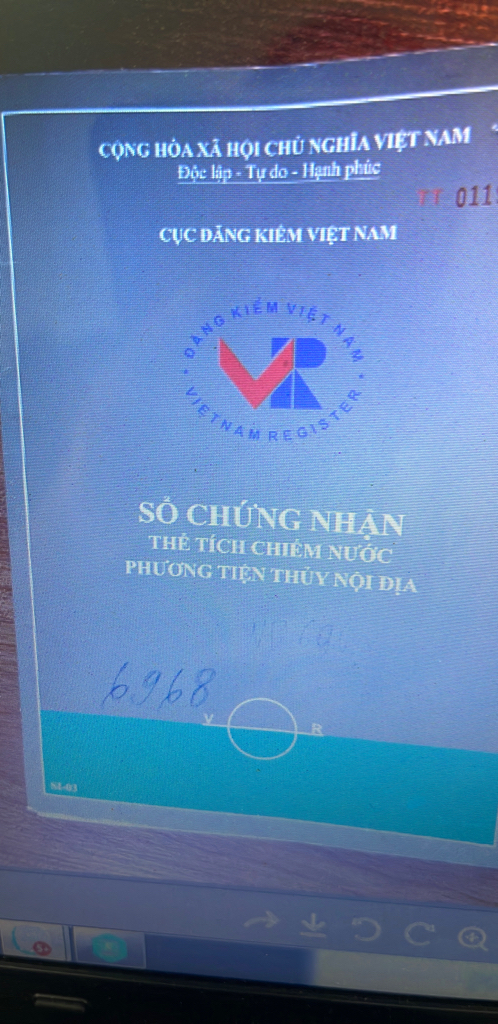 CỘNG HÒA XÃ HỘI CHỦ NGHĨA VIỆT NAM
Độc lập - Tự do - Hạnh phúc
TT 011
CỤC ĐĂNG KIỂM VIỆT NAM
ĐĂNG KIỂM VIỆT NAM
VR
VIETNAM REGISTER
SỔ CHỨNG NHẬN
THỂ TÍCH CHIẾM NƯỚC
PHƯƠNG TIỆN THỦY NỘI ĐỊA
6968
V R
SI-03